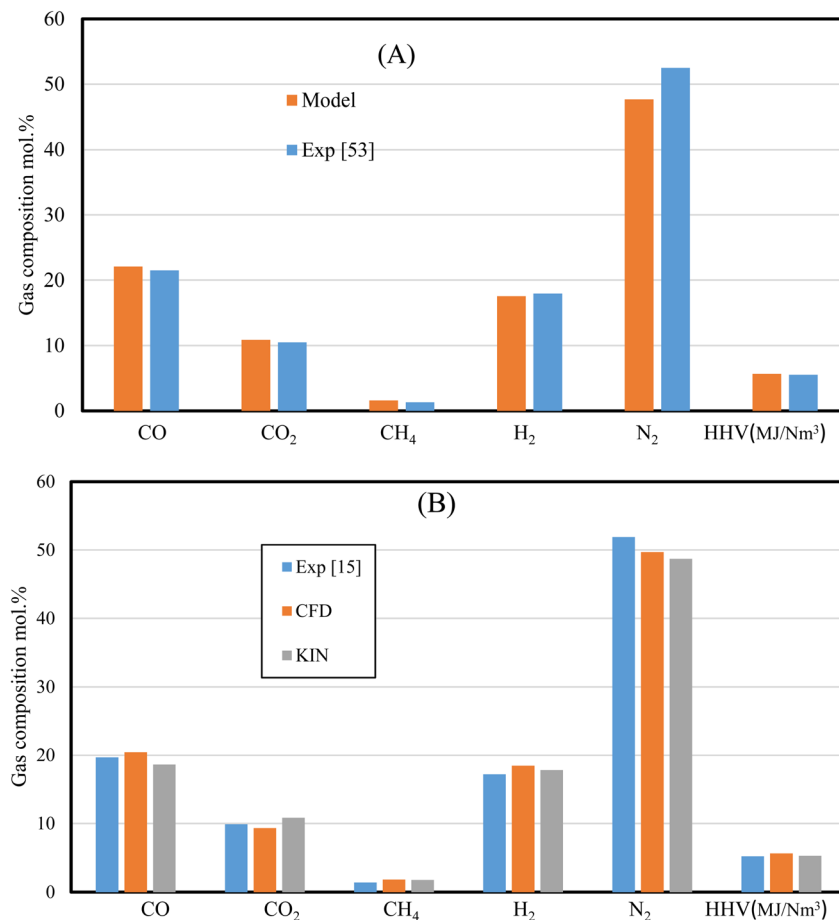 (A)
Model
Exp [53]
Gas composition mol.%
60
50
40
30
20
10
0
CO CO₂ CH₄ H₂ N₂ HHV(MJ/Nm³)
(B)
Exp [15]
CFD
KIN
Gas composition mol.%
60
50
40
30
20
10
0
CO CO₂ CH₄ H₂ N₂ HHV(MJ/Nm³)